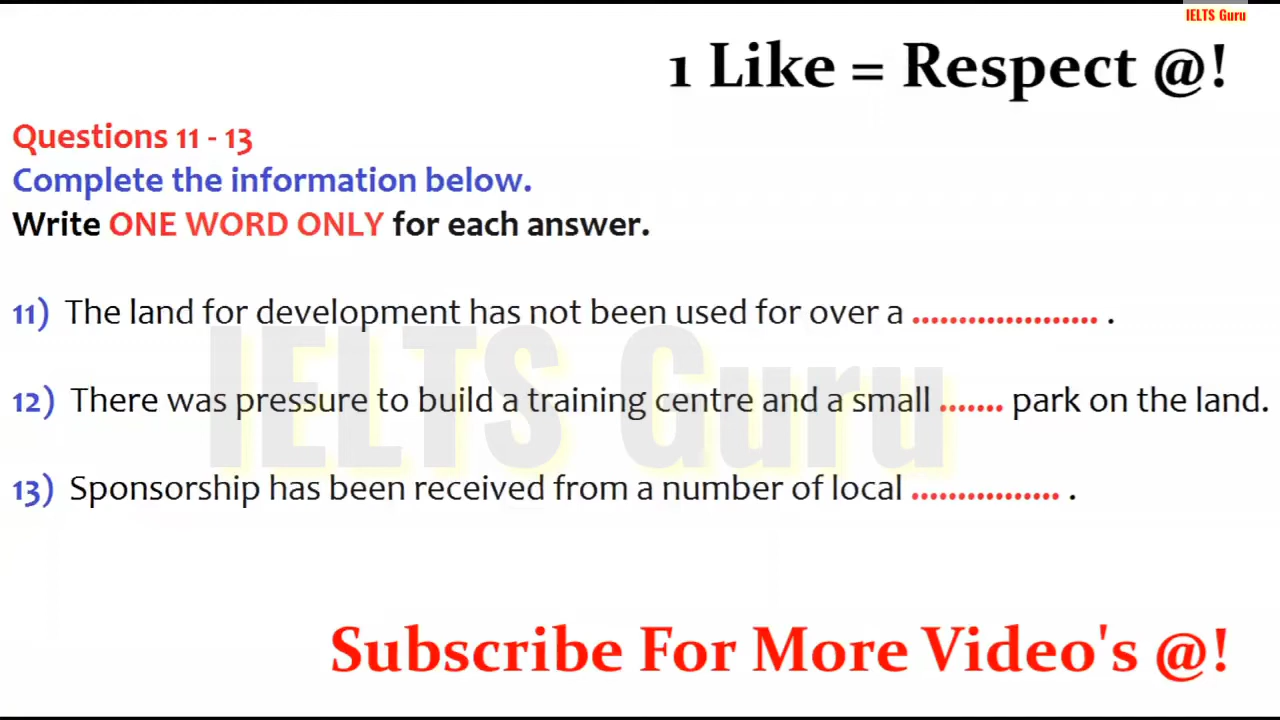 IELTS Guru
1 Like = Respect @!
Questions 11 - 13
Complete the information below.
Write ONE WORD ONLY for each answer.
11) The land for development has not been used for over a .................... .
12) There was pressure to build a training centre and a small ....... park on the land.
13) Sponsorship has been received from a number of local ................ .
IELTS Guru
Subscribe For More Video's @!